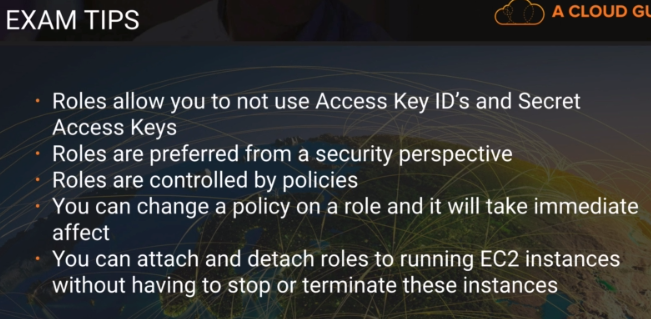 EXAM TIPS
A CLOUD GU
· Roles allow you to not use Access Key ID's and Secret
Access Keys
· Roles are preferred from a security perspective
· Roles are controlled by policies
· You can change a policy on a role and it will take immediate
affect
· You can attach and detach roles to running EC2 instances
without having to stop or terminate these instances